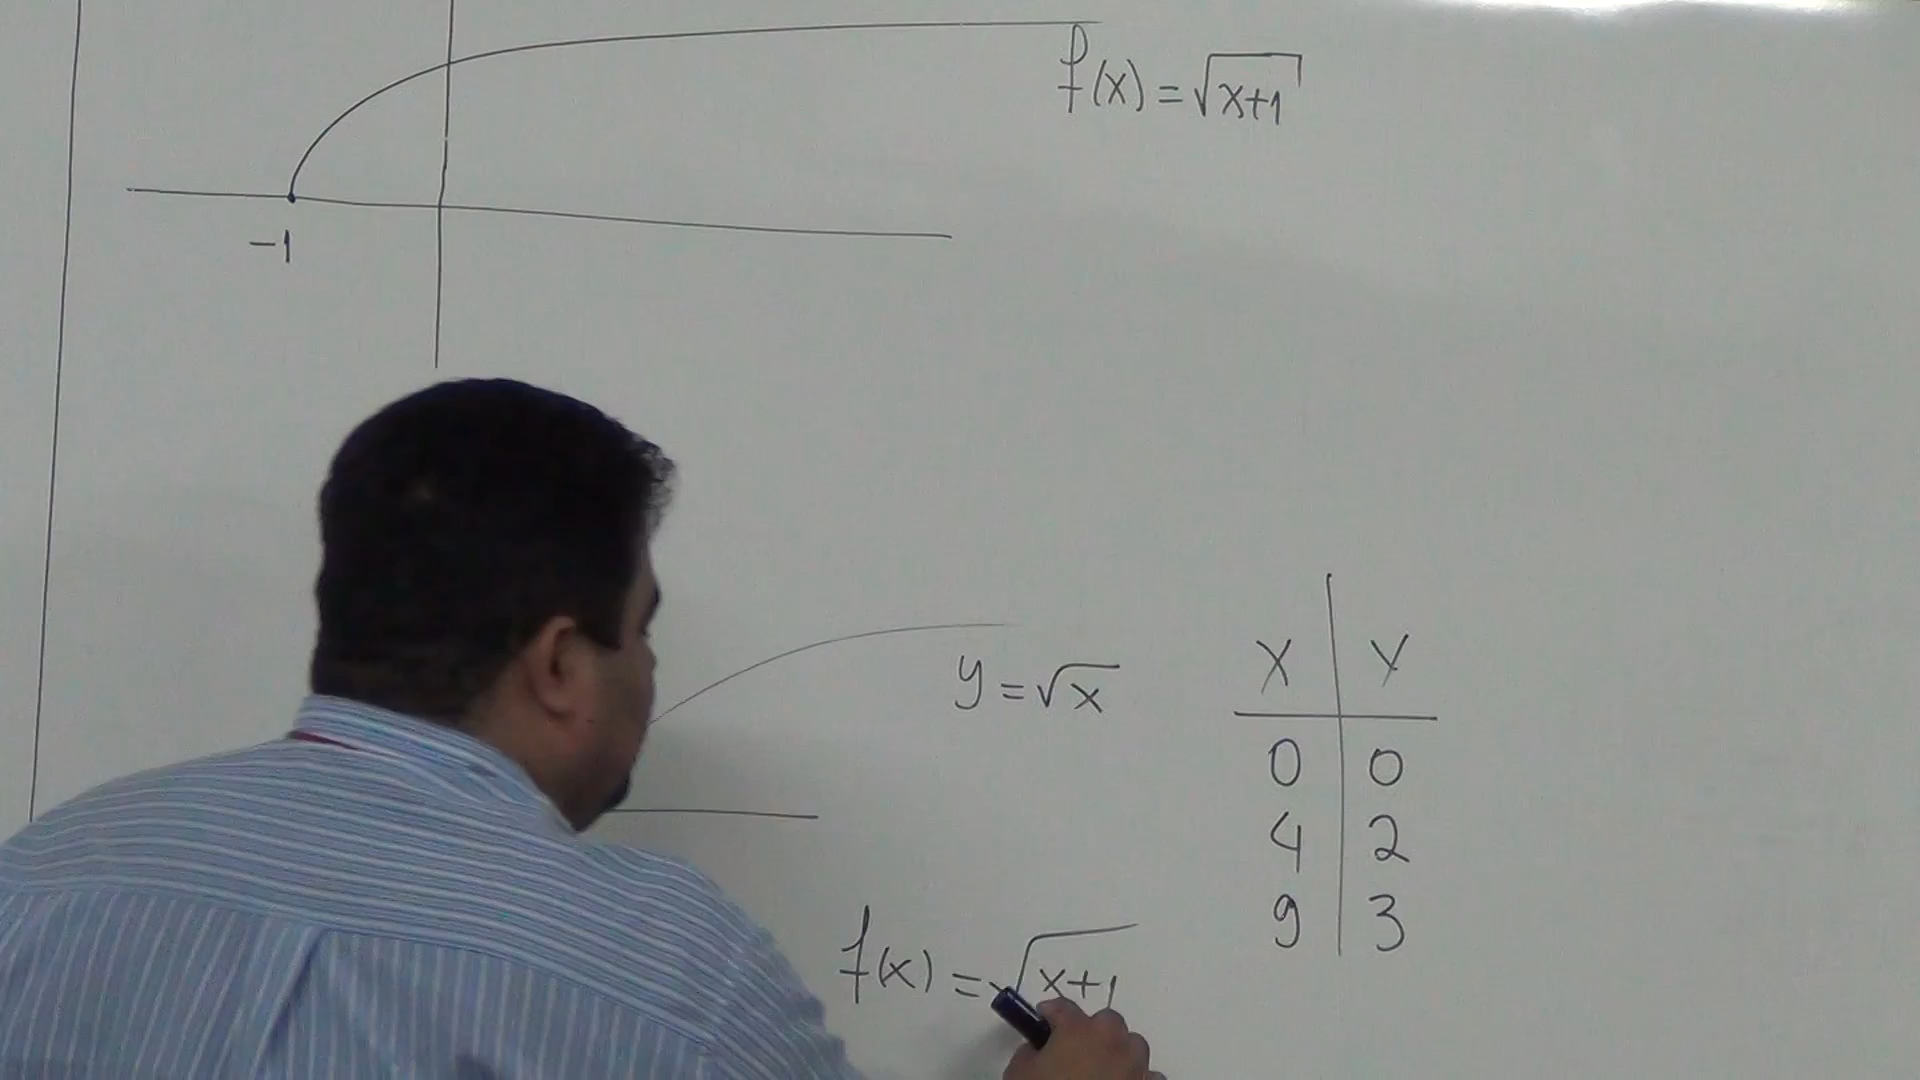 f(x) = √x+1
-1
y = √x
X Y
0 0
4 2
9 3
f(x) = √x+1